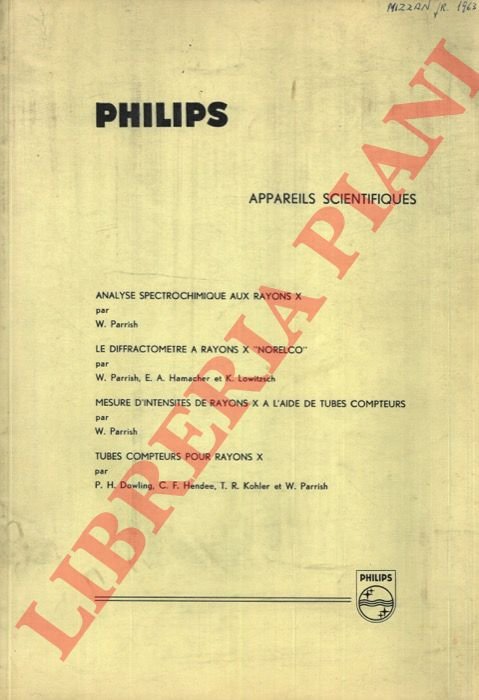 MIZZAN JR. 1963
PHILIPS
APPAREILS SCIENTIFIQUES
ANALYSE SPECTROCHIMIQUE AUX RAYONS X
par
W. Parrish
LE DIFFRACTOMETRE A RAYONS X "NORELCO"
par
W. Parrish, E. A. Hamacher et K. Lowitzsch
MESURE D'INTENSITES DE RAYONS X A L'AIDE DE TUBES COMPTEURS
par
W. Parrish
TUBES COMPTEURS POUR RAYONS X
par
P. H. Dowling, C. F. Hendee, T. R. Kohler et W. Parrish
PHILIPS
LIBRERIA PIANI